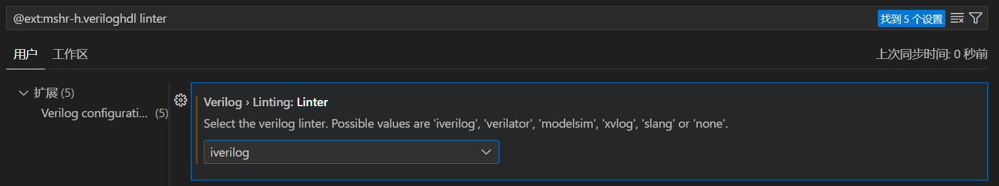 @ext:mshr-h.veriloghdl linter
找到 5 个设置
用户
工作区
上次同步时间: 0 秒前
扩展 (5)
Verilog configurati... (5)
Verilog › Linting: Linter
Select the verilog linter. Possible values are 'iverilog', 'verilator', 'modelsim', 'xvlog', 'slang' or 'none'.
iverilog